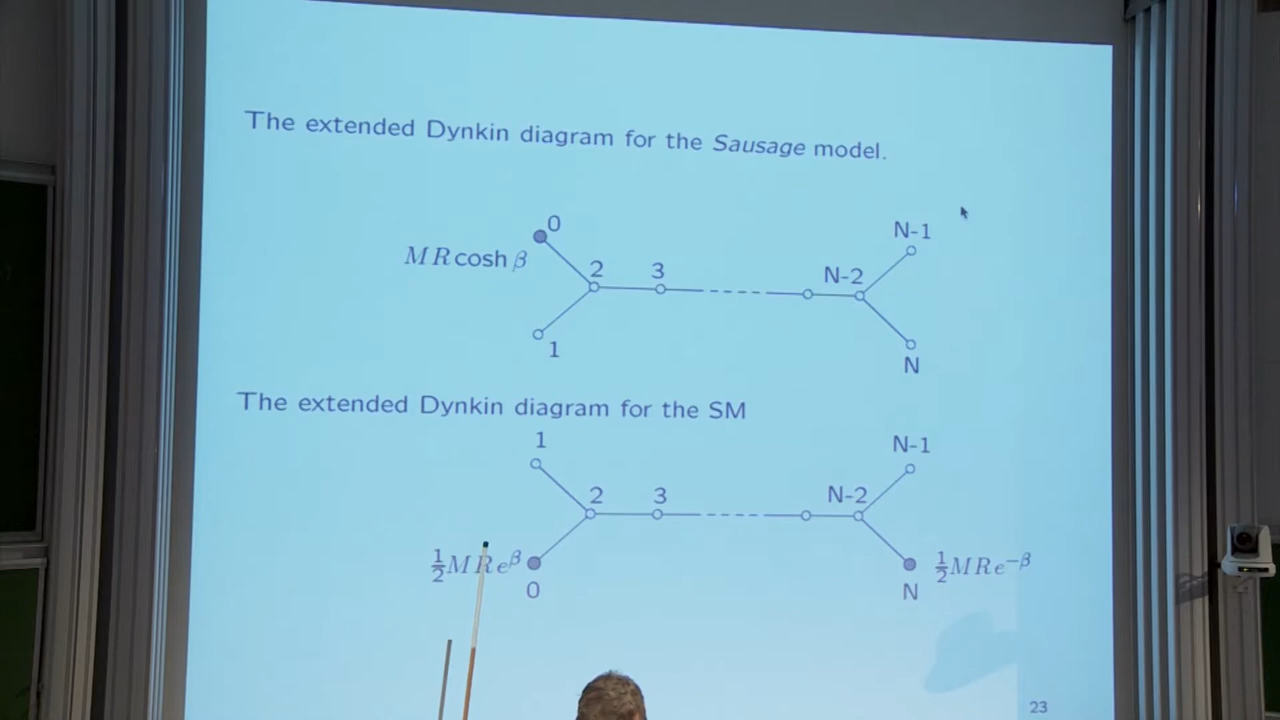 The extended Dynkin diagram for the Sausage model.
0
N-1
MR cosh β
2
3
N-2
1
N
The extended Dynkin diagram for the SM
1
N-1
2
3
N-2
½MRe^β
½MRe^{-β}
0
N
23